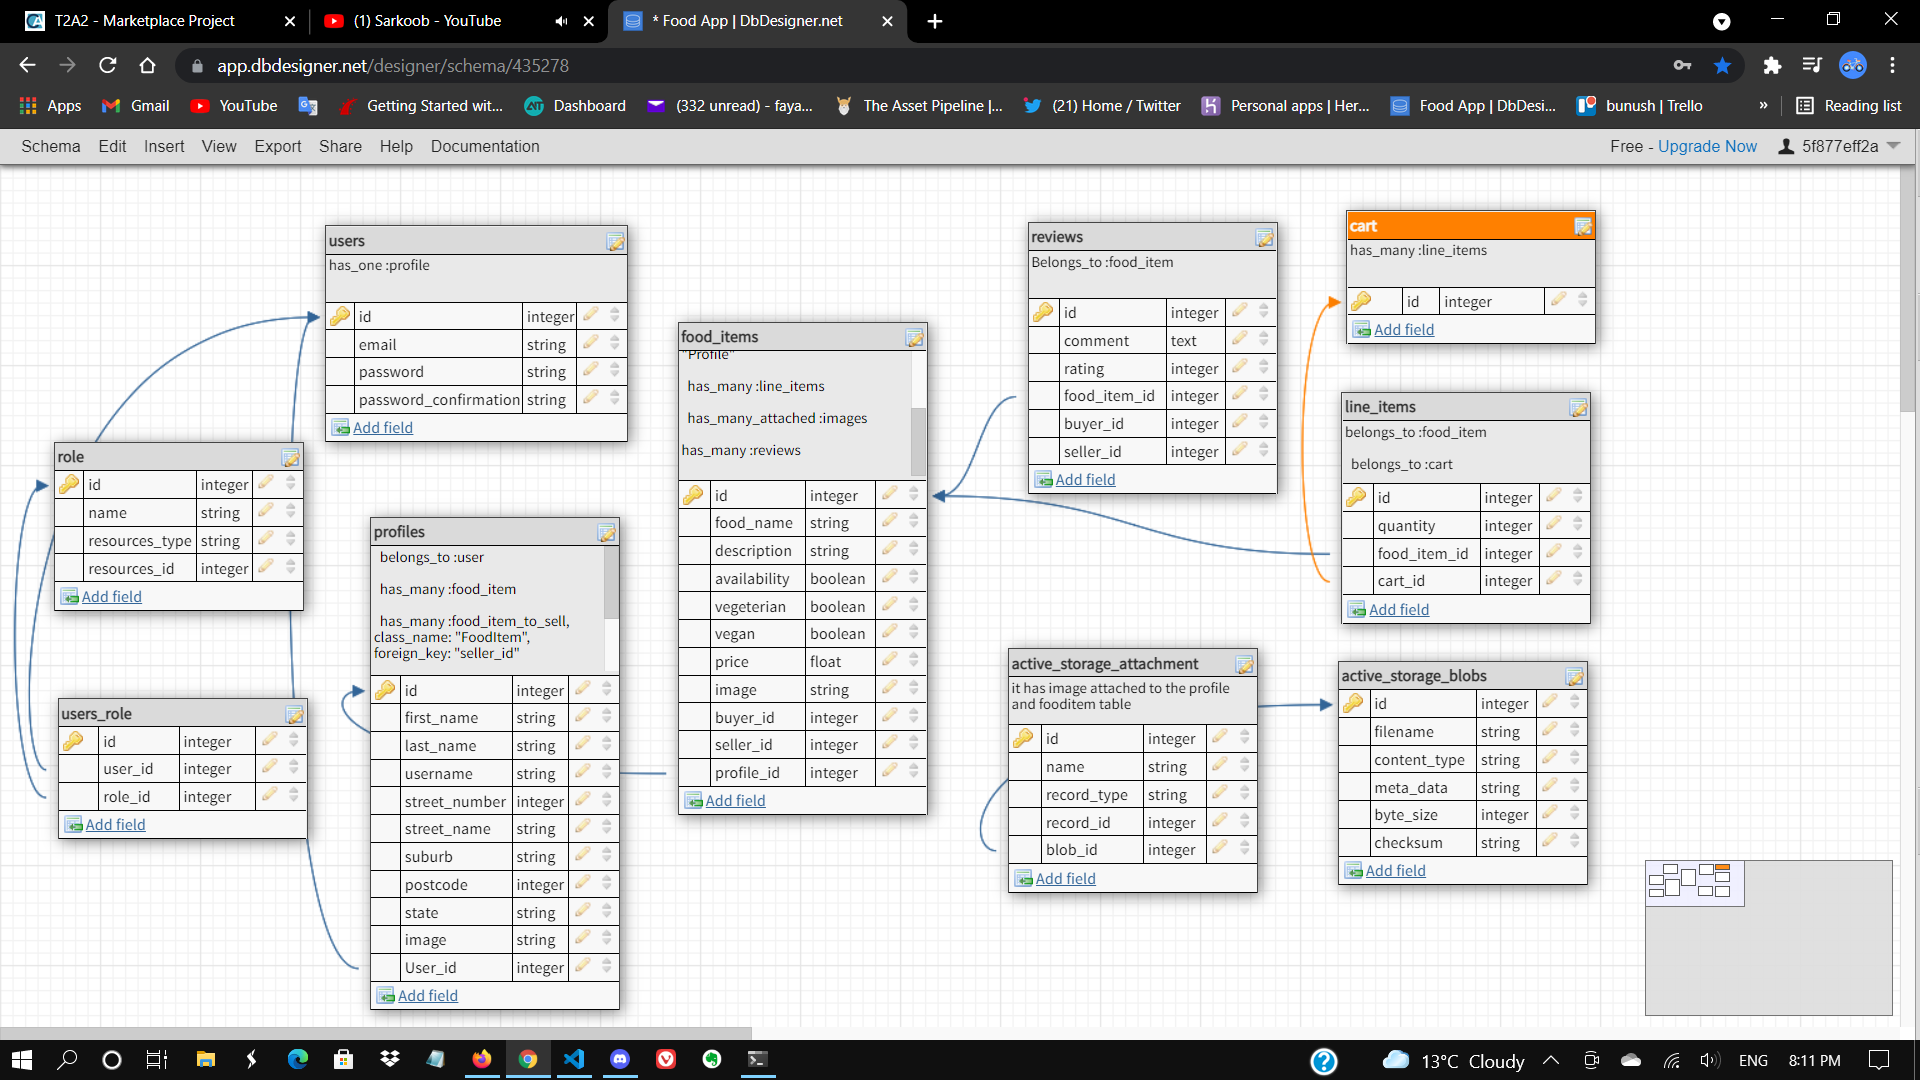 T2A2 - Marketplace Project
(1) Sarkoob - YouTube
* Food App | DbDesigner.net
app.dbdesigner.net/designer/schema/435278
Apps
Gmail
YouTube
Getting Started wit...
Dashboard
(332 unread) - faya...
The Asset Pipeline |...
(21) Home / Twitter
Personal apps | Her...
Food App | DbDesi...
bunush | Trello
»
Reading list
Schema
Edit
Insert
View
Export
Share
Help
Documentation
Free - Upgrade Now
5f877eff2a
users
has_one :profile
id integer
email string
password string
password_confirmation string
Add field
role
id integer
name string
resources_type string
resources_id integer
Add field
users_role
id integer
user_id integer
role_id integer
Add field
profiles
belongs_to :user
has_many :food_item
has_many :food_item_to_sell,
class_name: "FoodItem",
foreign_key: "seller_id"
id integer
first_name string
last_name string
username string
street_number integer
street_name string
suburb string
postcode integer
state string
image string
User_id integer
Add field
food_items
"Profile"
has_many :line_items
has_many_attached :images
has_many :reviews
id integer
food_name string
description string
availability boolean
vegeterian boolean
vegan boolean
price float
image string
buyer_id integer
seller_id integer
profile_id integer
Add field
reviews
Belongs_to :food_item
id integer
comment text
rating integer
food_item_id integer
buyer_id integer
seller_id integer
Add field
cart
has_many :line_items
id integer
Add field
line_items
belongs_to :food_item
belongs_to :cart
id integer
quantity integer
food_item_id integer
cart_id integer
Add field
active_storage_attachment
it has image attached to the profile
and fooditem table
id integer
name string
record_type string
record_id integer
blob_id integer
Add field
active_storage_blobs
id integer
filename string
content_type string
meta_data string
byte_size integer
checksum string
Add field
13°C Cloudy
ENG
8:11 PM